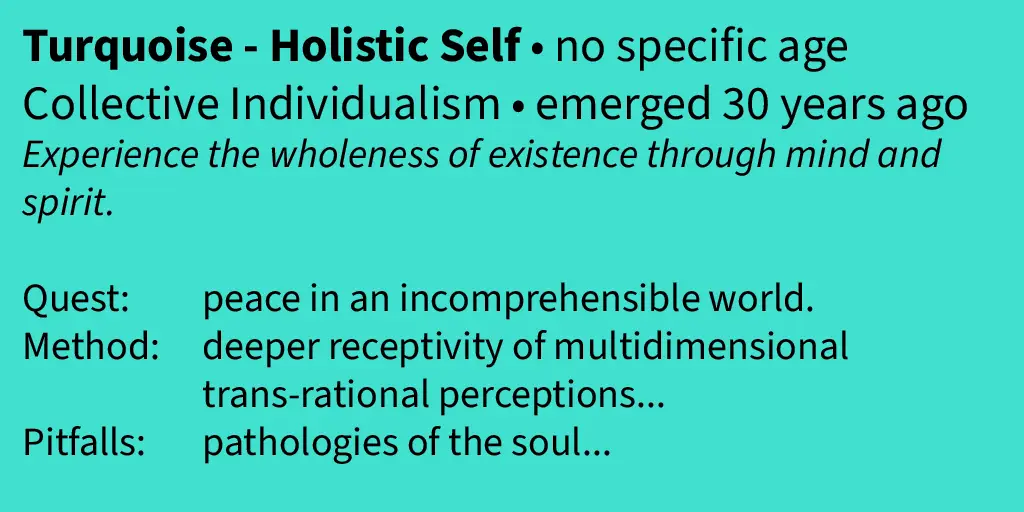 Turquoise - Holistic Self • no specific age
Collective Individualism • emerged 30 years ago
Experience the wholeness of existence through mind and
spirit.
Quest: peace in an incomprehensible world.
Method: deeper receptivity of multidimensional
trans-rational perceptions...
Pitfalls: pathologies of the soul...